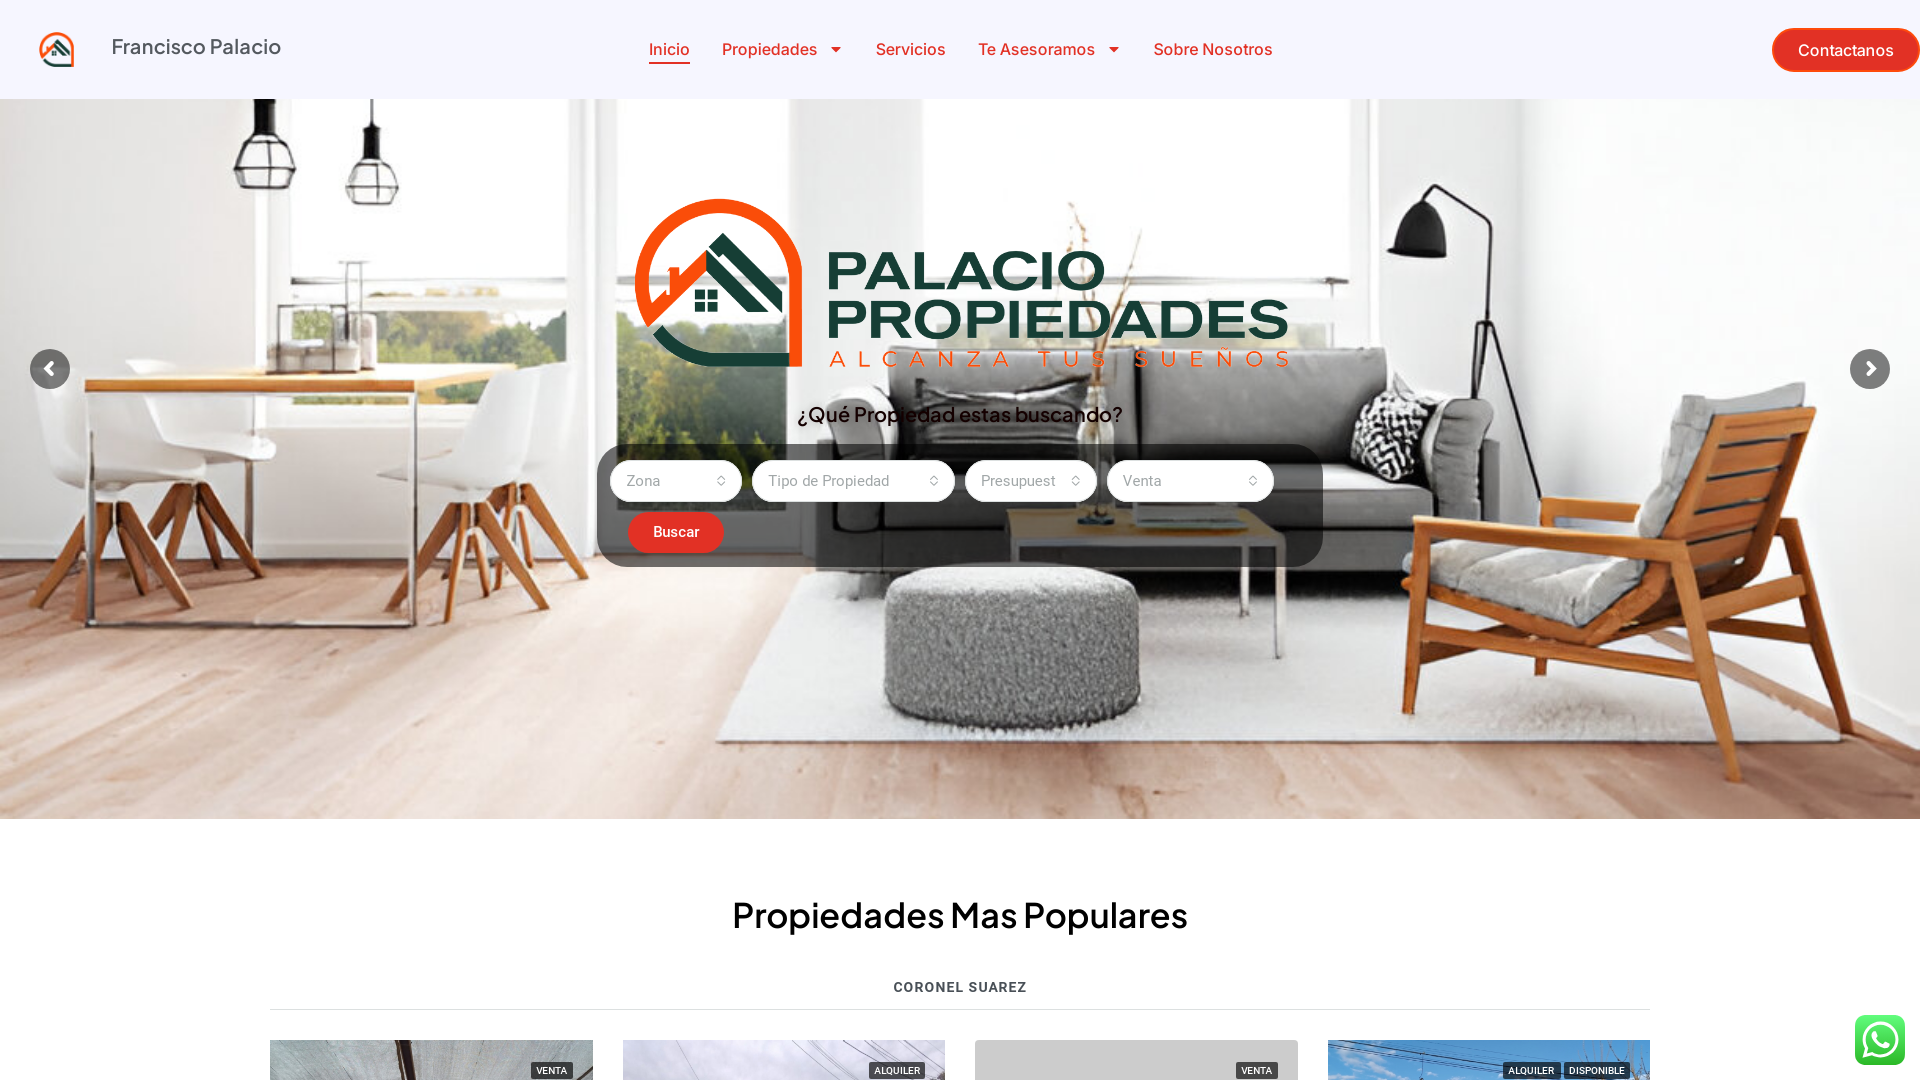 Francisco Palacio
Inicio
Propiedades
Servicios
Te Asesoramos
Sobre Nosotros
Contactanos
PALACIO
PROPIEDADES
ALCANZA TUS SUEÑOS
¿Qué Propiedad estas buscando?
Zona
Tipo de Propiedad
Presupuest
Venta
Buscar
Propiedades Mas Populares
CORONEL SUAREZ
VENTA
ALQUILER
VENTA
ALQUILER
DISPONIBLE